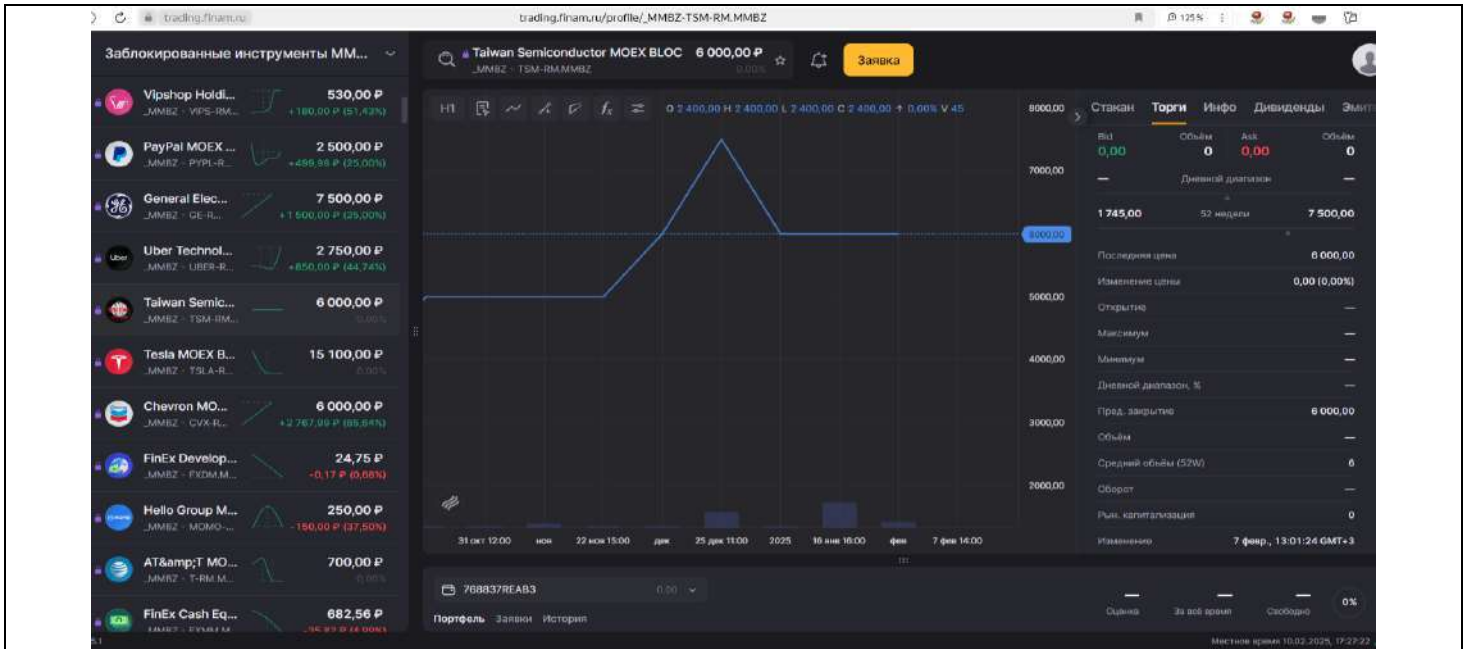 trading.finam.ru
trading.finam.ru/profile/_MMBZ-TSM-RM.MMBZ
125 %
Заблокированные инструменты ММ...
Taiwan Semiconductor MOEX BLOC 6 000,00 ₽
_MMBZ - TSM-RM.MMBZ 0,00%
Заявка
Vipshop Holdi... 530,00 ₽
_MMBZ - VIPS-RM... +180,00 ₽ (51,43%)
PayPal MOEX ... 2 500,00 ₽
_MMBZ - PYPL-R... +499,98 ₽ (25,00%)
General Elec... 7 500,00 ₽
_MMBZ - GE-R... +1 500,00 ₽ (25,00%)
Uber Technol... 2 750,00 ₽
_MMBZ - UBER-R... +850,00 ₽ (44,74%)
Taiwan Semic... 6 000,00 ₽
_MMBZ - TSM-RM... 0,00%
Tesla MOEX B... 15 100,00 ₽
_MMBZ - TSLA-R... 0,00%
Chevron MO... 6 000,00 ₽
_MMBZ - CVX-R...
FinEx Develop... 24,75 ₽
_MMBZ - FXDM.M... -0,17 ₽ (0,68%)
Hello Group M... 250,00 ₽
_MMBZ - MOMO-... -150,00 ₽ (37,50%)
AT&amp;T MO... 700,00 ₽
_MMBZ - T-RM.M... 0,00%
FinEx Cash Eq... 682,56 ₽
H1 O 2 400,00 H 2 400,00 L 2 400,00 C 2 400,00 0,00% V 45
8000,00
7000,00
6000,00
5000,00
4000,00
3000,00
2000,00
31 окт 12:00 ноя 22 ноя 15:00 дек 25 дек 11:00 2025 16 янв 16:00 фев 7 фев 14:00
Стакан Торги Инфо Дивиденды Эмит
Bid Объём Ask Объём
0,00 0 0,00 0
— Дневной диапазон —
1 745,00 52 недели 7 500,00
Последняя цена 6 000,00
Изменение цены 0,00 (0,00%)
Открытие —
Максимум —
Минимум —
Дневной диапазон, % —
Пред. закрытие 6 000,00
Объём —
Средний объём (52W) 6
Оборот —
Рын. капитализация 0
Изменено 7 февр., 13:01:24 GMT+3
768837REAB3 0,00
Портфель Заявки История
— — — 0%
Оценка За всё время Свободно
Местное время 10.02.2025, 17:27:22
5.1